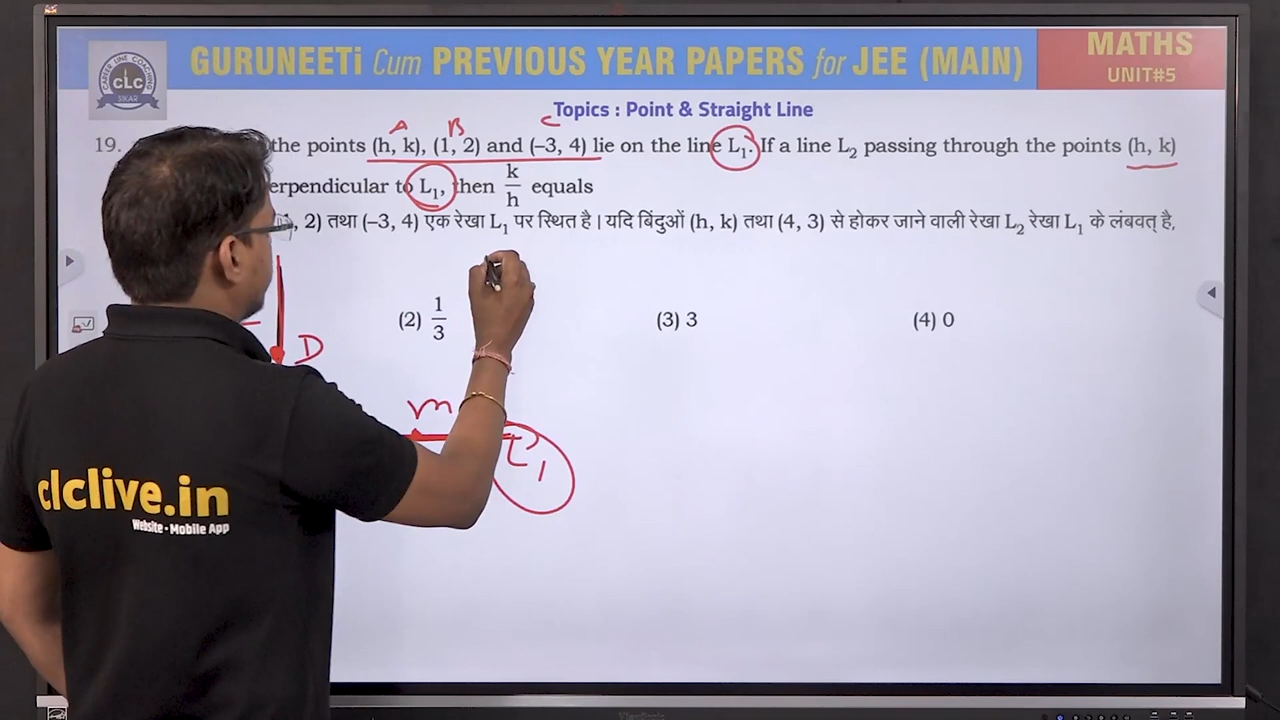 CLC
SIKAR
GURUNEETi Cum PREVIOUS YEAR PAPERS for JEE (MAIN)
MATHS
UNIT#5
Topics : Point & Straight Line
A B C
19. the points (h, k), (1, 2) and (–3, 4) lie on the line L₁. If a line L₂ passing through the points (h, k)
perpendicular to L₁, then k/h equals
2) तथा (–3, 4) एक रेखा L₁ पर स्थित है। यदि बिंदुओं (h, k) तथा (4, 3) से होकर जाने वाली रेखा L₂ रेखा L₁ के लंबवत् है,
(2) 1/3 (3) 3 (4) 0
D
m
L₁
clclive.in
Website • Mobile App
ViewSonic